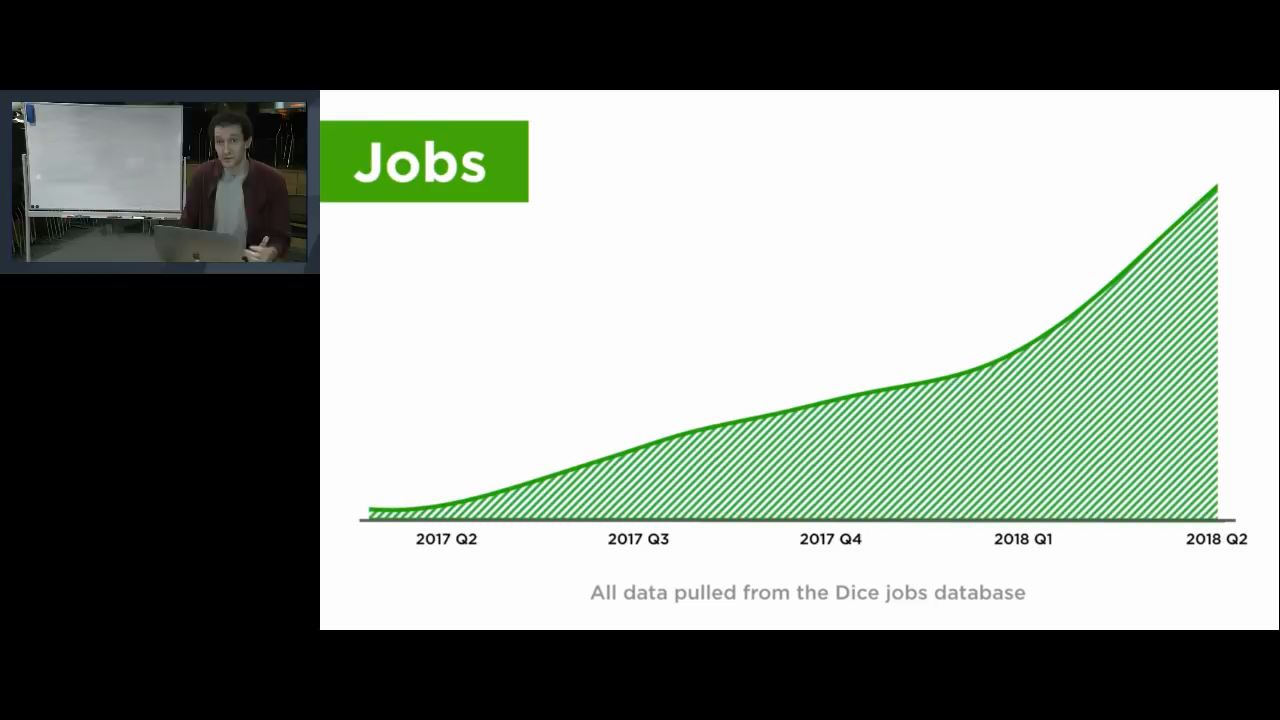 Jobs
2017 Q2 2017 Q3 2017 Q4 2018 Q1 2018 Q2
All data pulled from the Dice jobs database